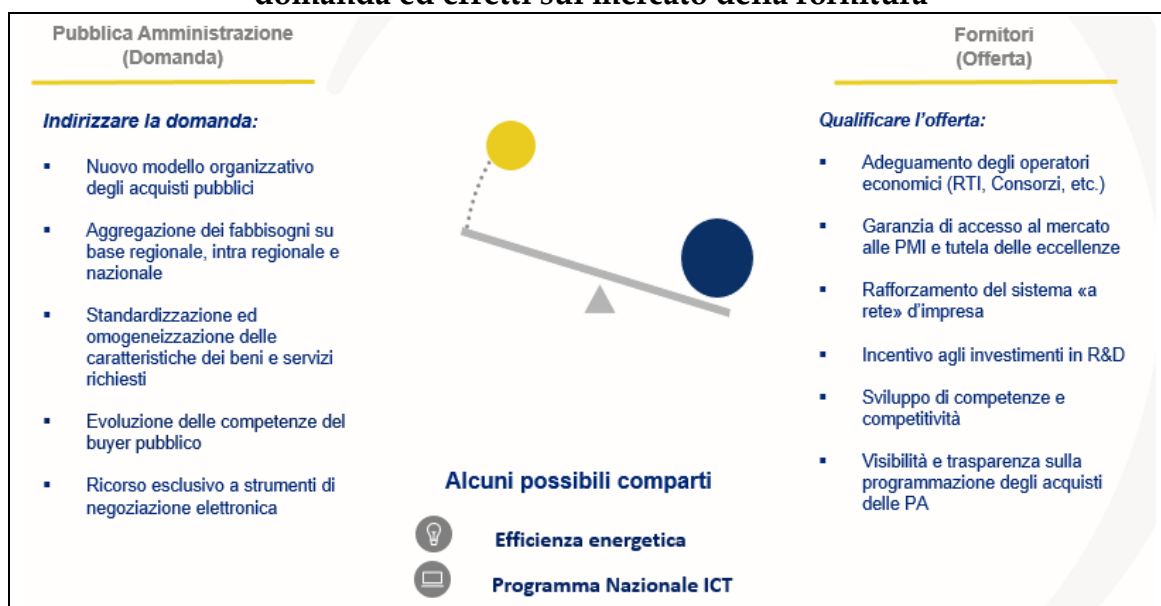 domanda ed effetti sul mercato della fornitura
Pubblica Amministrazione
(Domanda)
Indirizzare la domanda:
▪ Nuovo modello organizzativo
degli acquisti pubblici
▪ Aggregazione dei fabbisogni su
base regionale, intra regionale e
nazionale
▪ Standardizzazione ed
omogeneizzazione delle
caratteristiche dei beni e servizi
richiesti
▪ Evoluzione delle competenze del
buyer pubblico
▪ Ricorso esclusivo a strumenti di
negoziazione elettronica
Alcuni possibili comparti
Efficienza energetica
Programma Nazionale ICT
Fornitori
(Offerta)
Qualificare l'offerta:
▪ Adeguamento degli operatori
economici (RTI, Consorzi, etc.)
▪ Garanzia di accesso al mercato
alle PMI e tutela delle eccellenze
▪ Rafforzamento del sistema «a
rete» d'impresa
▪ Incentivo agli investimenti in R&D
▪ Sviluppo di competenze e
competitività
▪ Visibilità e trasparenza sulla
programmazione degli acquisti
delle PA